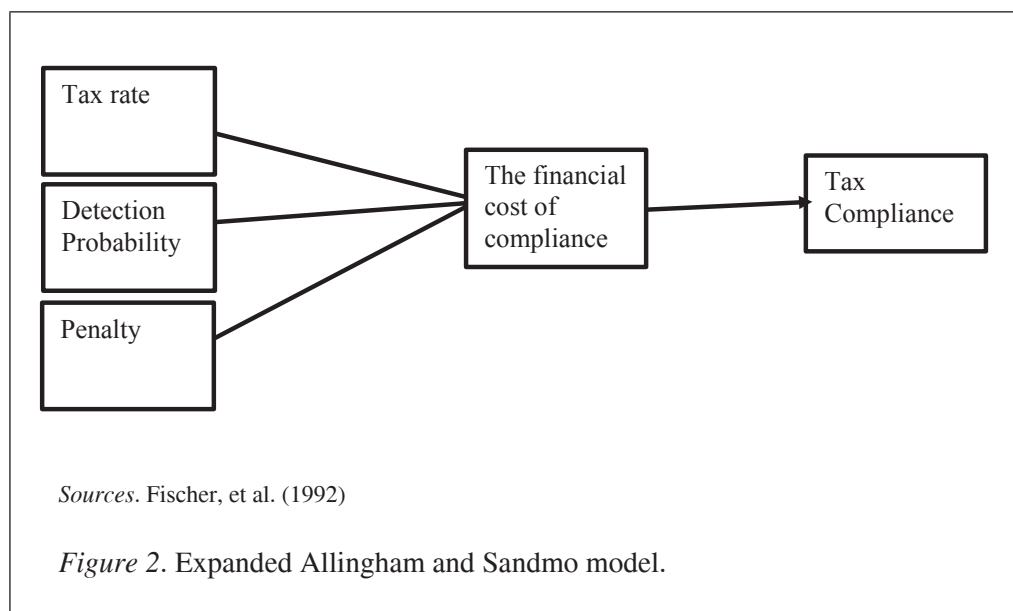 Tax rate
Detection
Probability
Penalty
The financial
cost of
compliance
Tax
Compliance
Sources. Fischer, et al. (1992)
Figure 2. Expanded Allingham and Sandmo model.